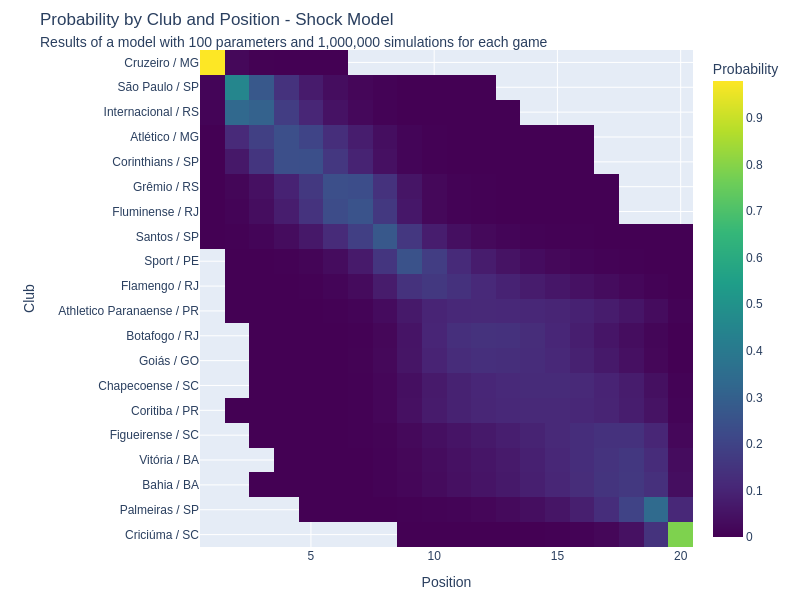 Probability by Club and Position - Shock Model
Results of a model with 100 parameters and 1,000,000 simulations for each game
Cruzeiro / MG
São Paulo / SP
Internacional / RS
Atlético / MG
Corinthians / SP
Grêmio / RS
Fluminense / RJ
Santos / SP
Sport / PE
Flamengo / RJ
Athletico Paranaense / PR
Botafogo / RJ
Goiás / GO
Chapecoense / SC
Coritiba / PR
Figueirense / SC
Vitória / BA
Bahia / BA
Palmeiras / SP
Criciúma / SC
Club
5
10
15
20
Position
Probability
0.9
0.8
0.7
0.6
0.5
0.4
0.3
0.2
0.1
0